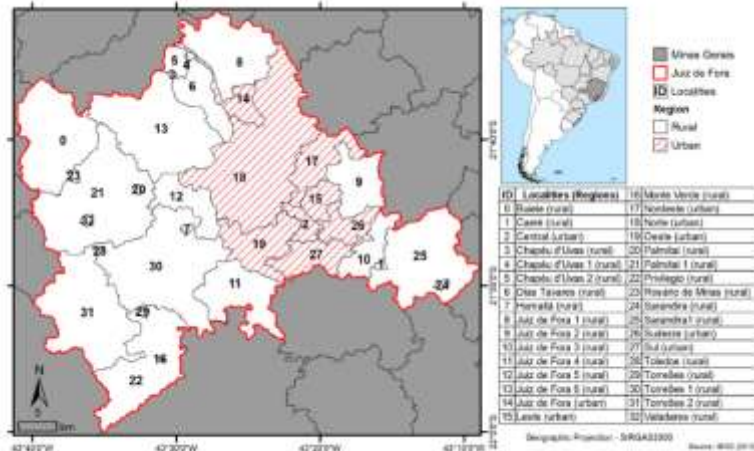 Minas Gerais
Juiz de Fora
ID Localities
Region
Rural
Urban
5
4
8
3
6
14
13
0
17
18
9
23
21
20
12
15
32
7
2
26
19
27
28
30
10
1
25
11
24
31
29
16
22
N
0
km
ID Localities (Regions)
0
1 Caeté (rural)
2 Central (urban)
3 Chapéu d'Uvas (rural)
4 Chapéu d'Uvas 1 (rural)
5 Chapéu d'Uvas 2 (rural)
6 Dias Tavares (rural)
7 Humaitá (rural)
8 Juiz de Fora 1 (rural)
9 Juiz de Fora 2 (rural)
10 Juiz de Fora 3 (rural)
11 Juiz de Fora 4 (rural)
12 Juiz de Fora 5 (rural)
13 Juiz de Fora 6 (rural)
14 Juiz de Fora (urban)
15 Leste (urban)
16 Monte Verde (rural)
17 Nordeste (urban)
18 Norte (urban)
19 Oeste (urban)
20 Palmital (rural)
21 Palmital 1 (rural)
22 Privilégio (rural)
23 Rosário de Minas (rural)
24 Sarandira (rural)
25 Sarandira1 (rural)
26 Sudeste (urban)
27 Sul (urban)
28 Toledos (rural)
29 Torreões (rural)
30 Torreões 1 (rural)
31 Torreões 2 (rural)
32 Valadares (rural)
Geographic Projection - SIRGAS2000